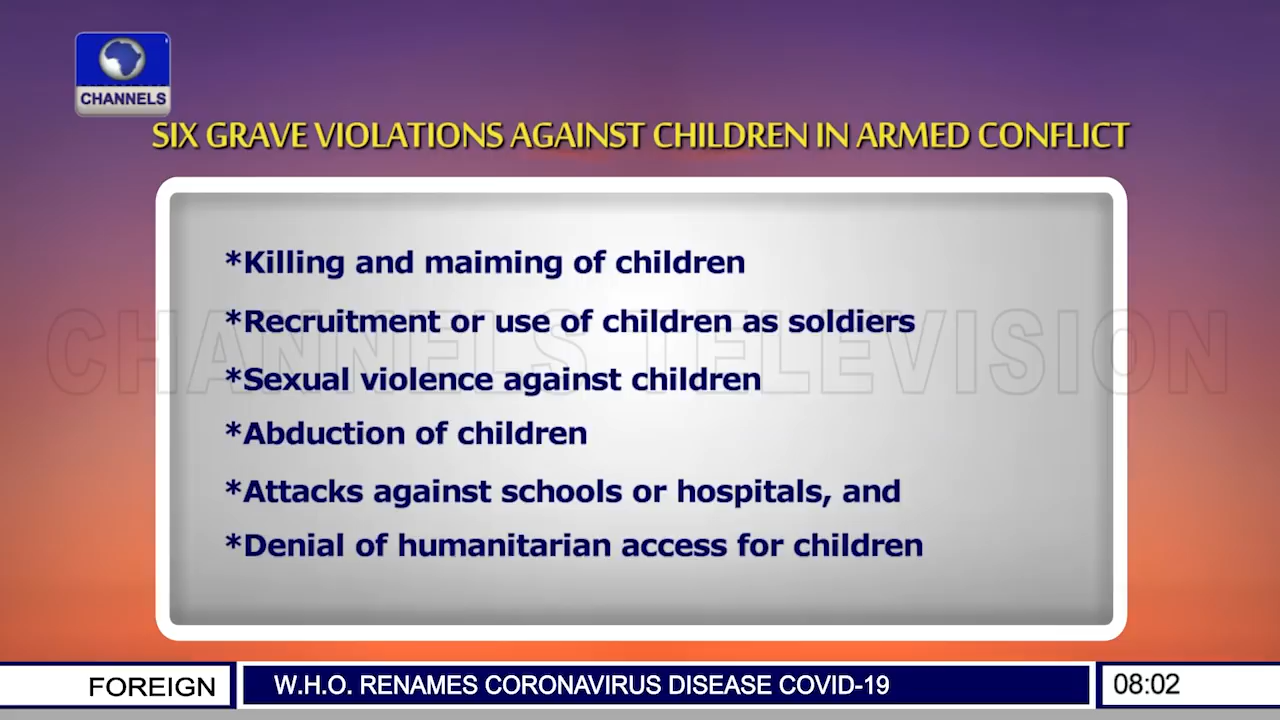 CHANNELS
SIX GRAVE VIOLATIONS AGAINST CHILDREN IN ARMED CONFLICT
*Killing and maiming of children
*Recruitment or use of children as soldiers
CHANNELS TELEVISION
*Sexual violence against children
*Abduction of children
*Attacks against schools or hospitals, and
*Denial of humanitarian access for children
FOREIGN W.H.O. RENAMES CORONAVIRUS DISEASE COVID-19 08:02